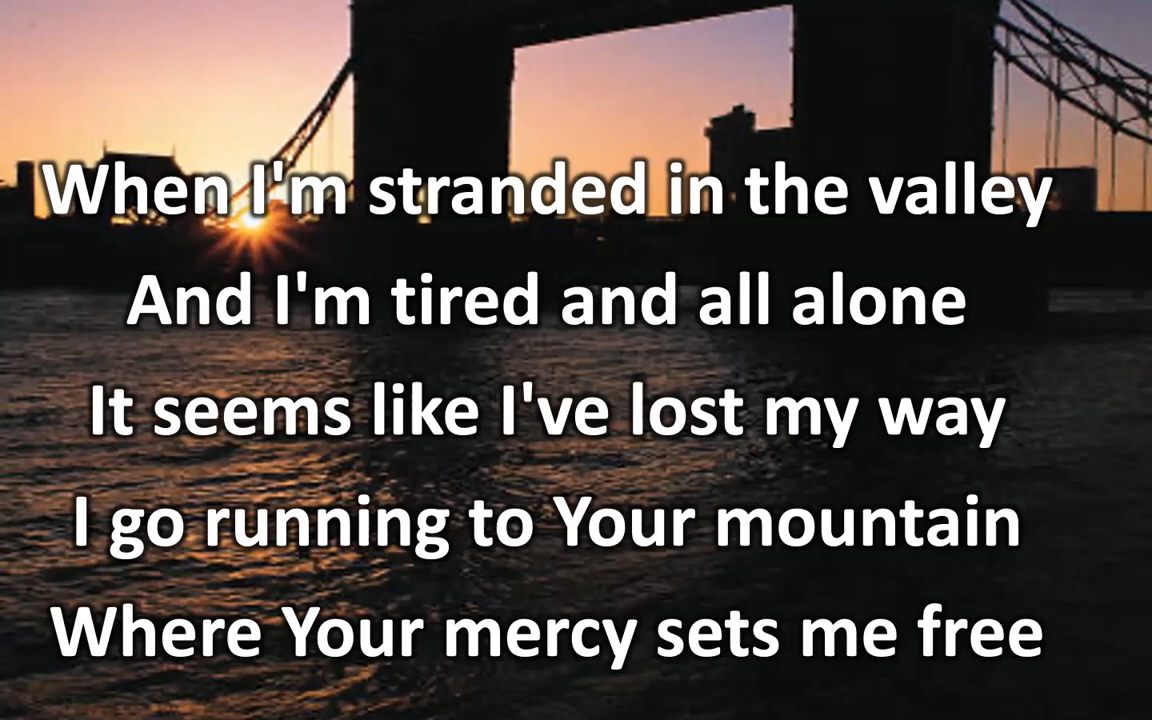 When I'm stranded in the valley
And I'm tired and all alone
It seems like I've lost my way
I go running to Your mountain
Where Your mercy sets me free